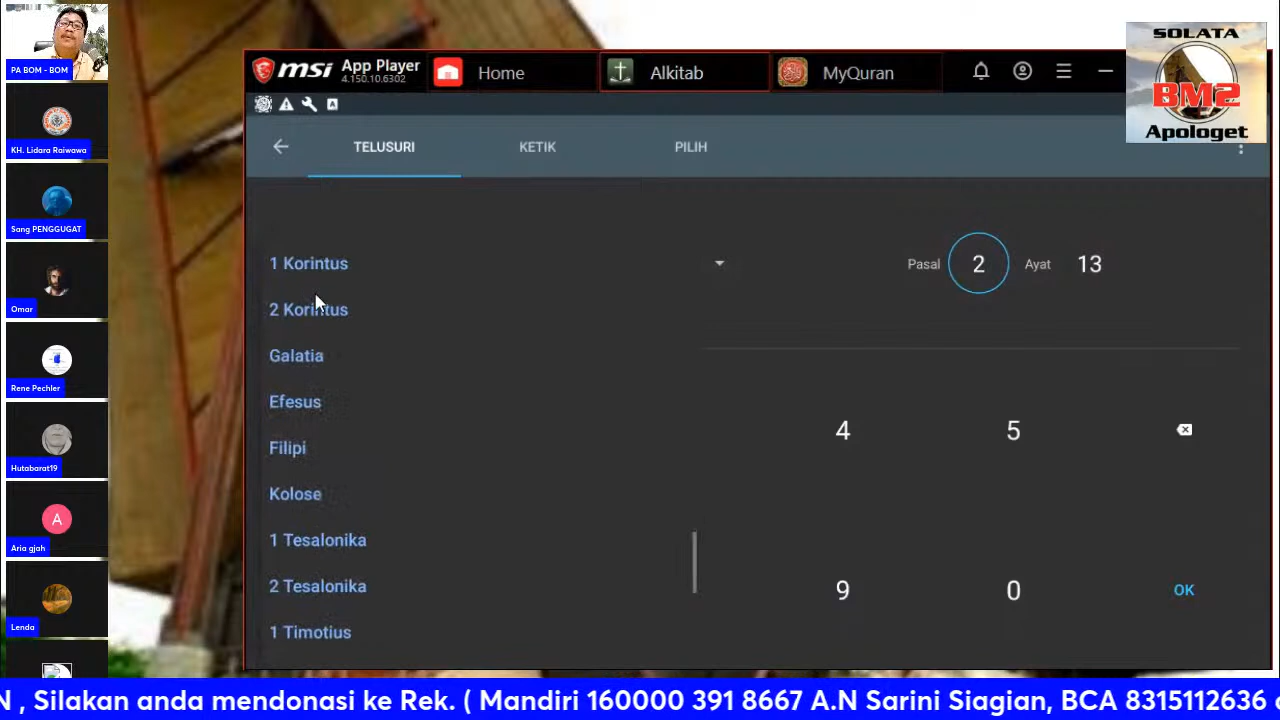 PA BOM - BOM
KH. Lidara Raiwawa
Sang PENGGUGAT
Omar
Rene Pechler
Hutabarat19
A
Aria gjah
Lenda
msi App Player
4.150.10.6302
Home
Alkitab
MyQuran
SOLATA
BM2
Apologet
TELUSURI
KETIK
PILIH
1 Korintus
2 Korintus
Galatia
Efesus
Filipi
Kolose
1 Tesalonika
2 Tesalonika
1 Timotius
Pasal 2 Ayat 13
4 5
9 0 OK
N , Silakan anda mendonasi ke Rek. ( Mandiri 160000 391 8667 A.N Sarini Siagian, BCA 8315112636